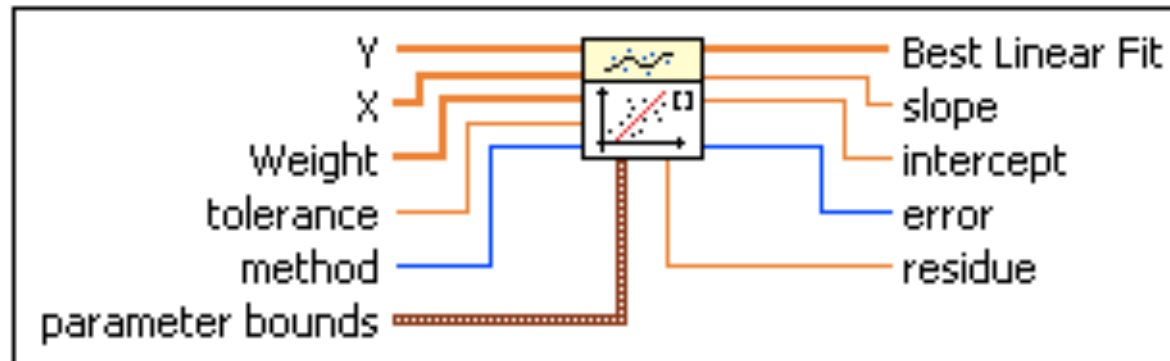 Y
X
Weight
tolerance
method
parameter bounds
Best Linear Fit
slope
intercept
error
residue